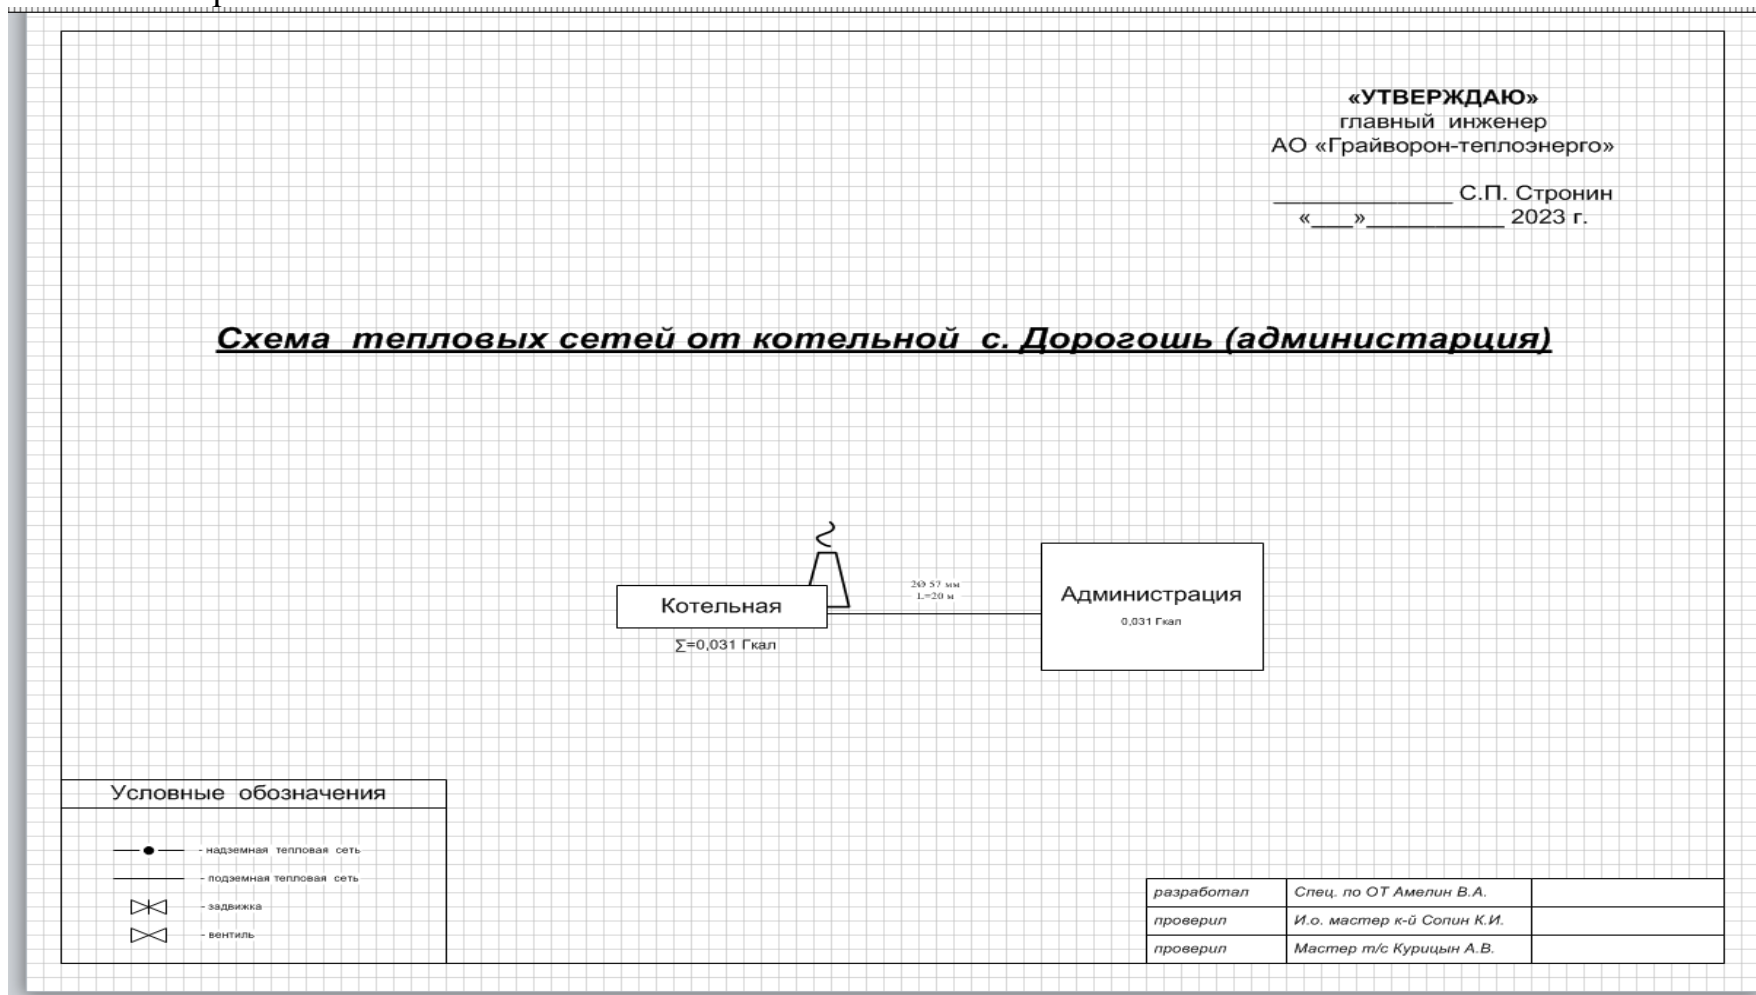 «УТВЕРЖДАЮ»
главный инженер
АО «Грайворон-теплоэнерго»
_____________ С.П. Стронин
«___»__________ 2023 г.
Схема тепловых сетей от котельной с. Дорогошь (администарция)
2Ø 57 мм
L=20 м
Котельная
∑=0,031 Гкал
Администрация
0,031 Гкал
Условные обозначения
- надземная тепловая сеть
- подземная тепловая сеть
- задвижка
- вентиль
разработал Спец. по ОТ Амелин В.А.
проверил И.о. мастер к-й Сопин К.И.
проверил Мастер т/с Курицын А.В.